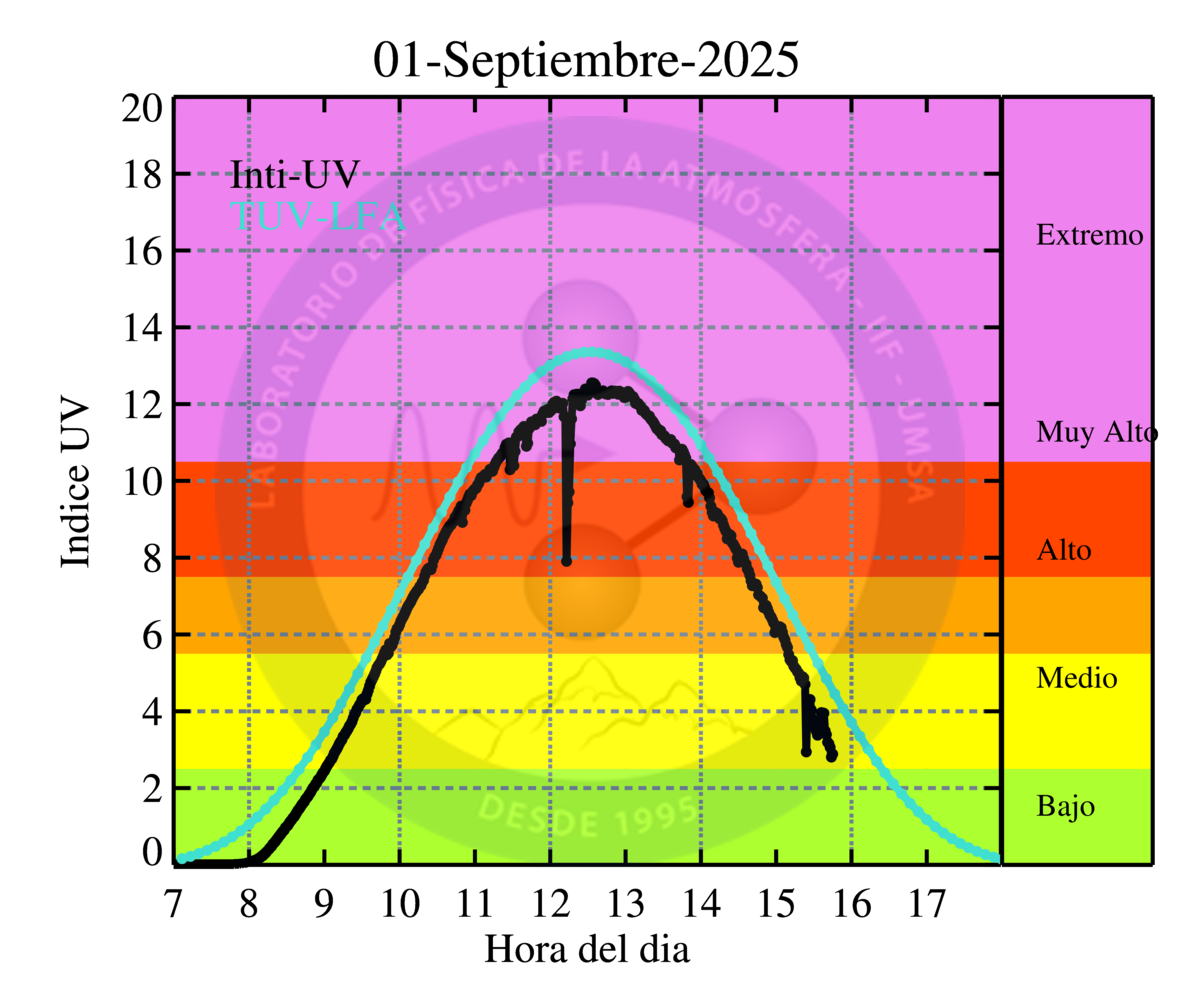 01-Septiembre-2025
20
18
16
14
12
10
8
6
4
2
0
Indice UV
Inti-UV
TUV-LFA
LABORATORIO DE FÍSICA DE LA ATMÓSFERA - IIF - UMSA
DESDE 1995
Extremo
Muy Alto
Alto
Medio
Bajo
7 8 9 10 11 12 13 14 15 16 17
Hora del dia